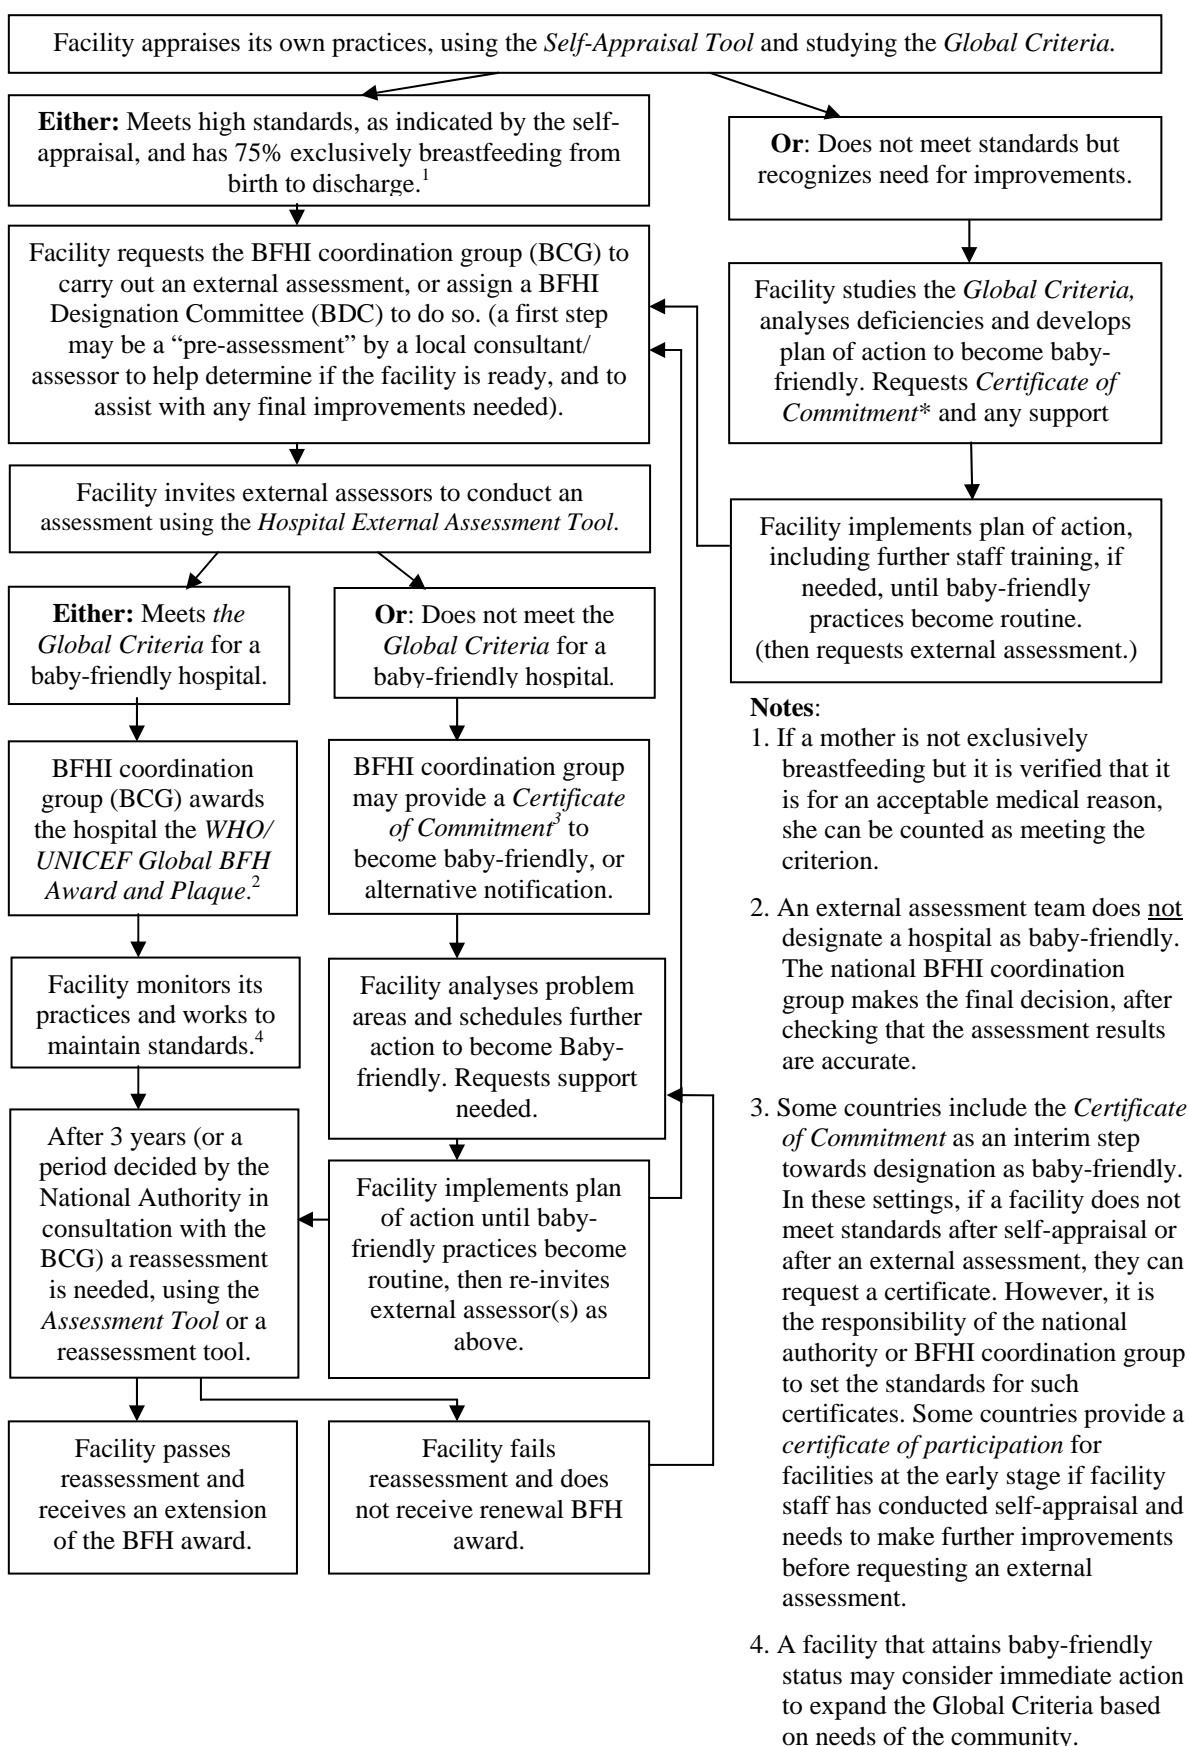 Facility appraises its own practices, using the Self-Appraisal Tool and studying the Global Criteria.
Either: Meets high standards, as indicated by the self-
appraisal, and has 75% exclusively breastfeeding from
birth to discharge.1
Or: Does not meet standards but
recognizes need for improvements.
Facility requests the BFHI coordination group (BCG) to
carry out an external assessment, or assign a BFHI
Designation Committee (BDC) to do so. (a first step
may be a “pre-assessment” by a local consultant/
assessor to help determine if the facility is ready, and to
assist with any final improvements needed).
Facility studies the Global Criteria,
analyses deficiencies and develops
plan of action to become baby-
friendly. Requests Certificate of
Commitment* and any support
Facility invites external assessors to conduct an
assessment using the Hospital External Assessment Tool.
Facility implements plan of action,
including further staff training, if
needed, until baby-friendly
practices become routine.
(then requests external assessment.)
Either: Meets the
Global Criteria for a
baby-friendly hospital.
Or: Does not meet the
Global Criteria for a
baby-friendly hospital.
BFHI coordination
group (BCG) awards
the hospital the WHO/
UNICEF Global BFH
Award and Plaque.2
BFHI coordination group
may provide a Certificate
of Commitment3 to
become baby-friendly, or
alternative notification.
Facility monitors its
practices and works to
maintain standards.4
Facility analyses problem
areas and schedules further
action to become Baby-
friendly. Requests support
needed.
After 3 years (or a
period decided by the
National Authority in
consultation with the
BCG) a reassessment
is needed, using the
Assessment Tool or a
reassessment tool.
Facility implements plan
of action until baby-
friendly practices become
routine, then re-invites
external assessor(s) as
above.
Facility passes
reassessment and
receives an extension
of the BFH award.
Facility fails
reassessment and does
not receive renewal BFH
award.
Notes:
1. If a mother is not exclusively
breastfeeding but it is verified that it
is for an acceptable medical reason,
she can be counted as meeting the
criterion.
2. An external assessment team does not
designate a hospital as baby-friendly.
The national BFHI coordination
group makes the final decision, after
checking that the assessment results
are accurate.
3. Some countries include the Certificate
of Commitment as an interim step
towards designation as baby-friendly.
In these settings, if a facility does not
meet standards after self-appraisal or
after an external assessment, they can
request a certificate. However, it is
the responsibility of the national
authority or BFHI coordination group
to set the standards for such
certificates. Some countries provide a
certificate of participation for
facilities at the early stage if facility
staff has conducted self-appraisal and
needs to make further improvements
before requesting an external
assessment.
4. A facility that attains baby-friendly
status may consider immediate action
to expand the Global Criteria based
on needs of the community.